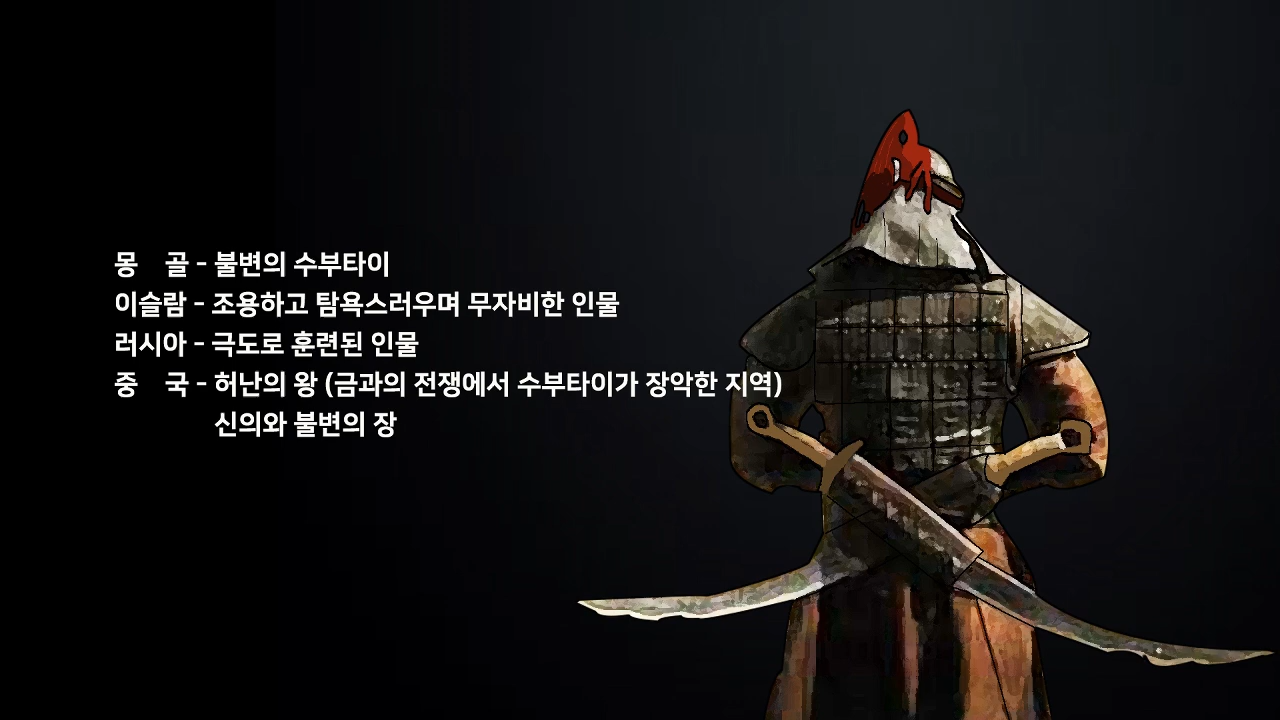 몽 골 - 불변의 수부타이
이슬람 - 조용하고 탐욕스러우며 무자비한 인물
러시아 - 극도로 훈련된 인물
중 국 - 허난의 왕 (금과의 전쟁에서 수부타이가 장악한 지역)
신의와 불변의 장